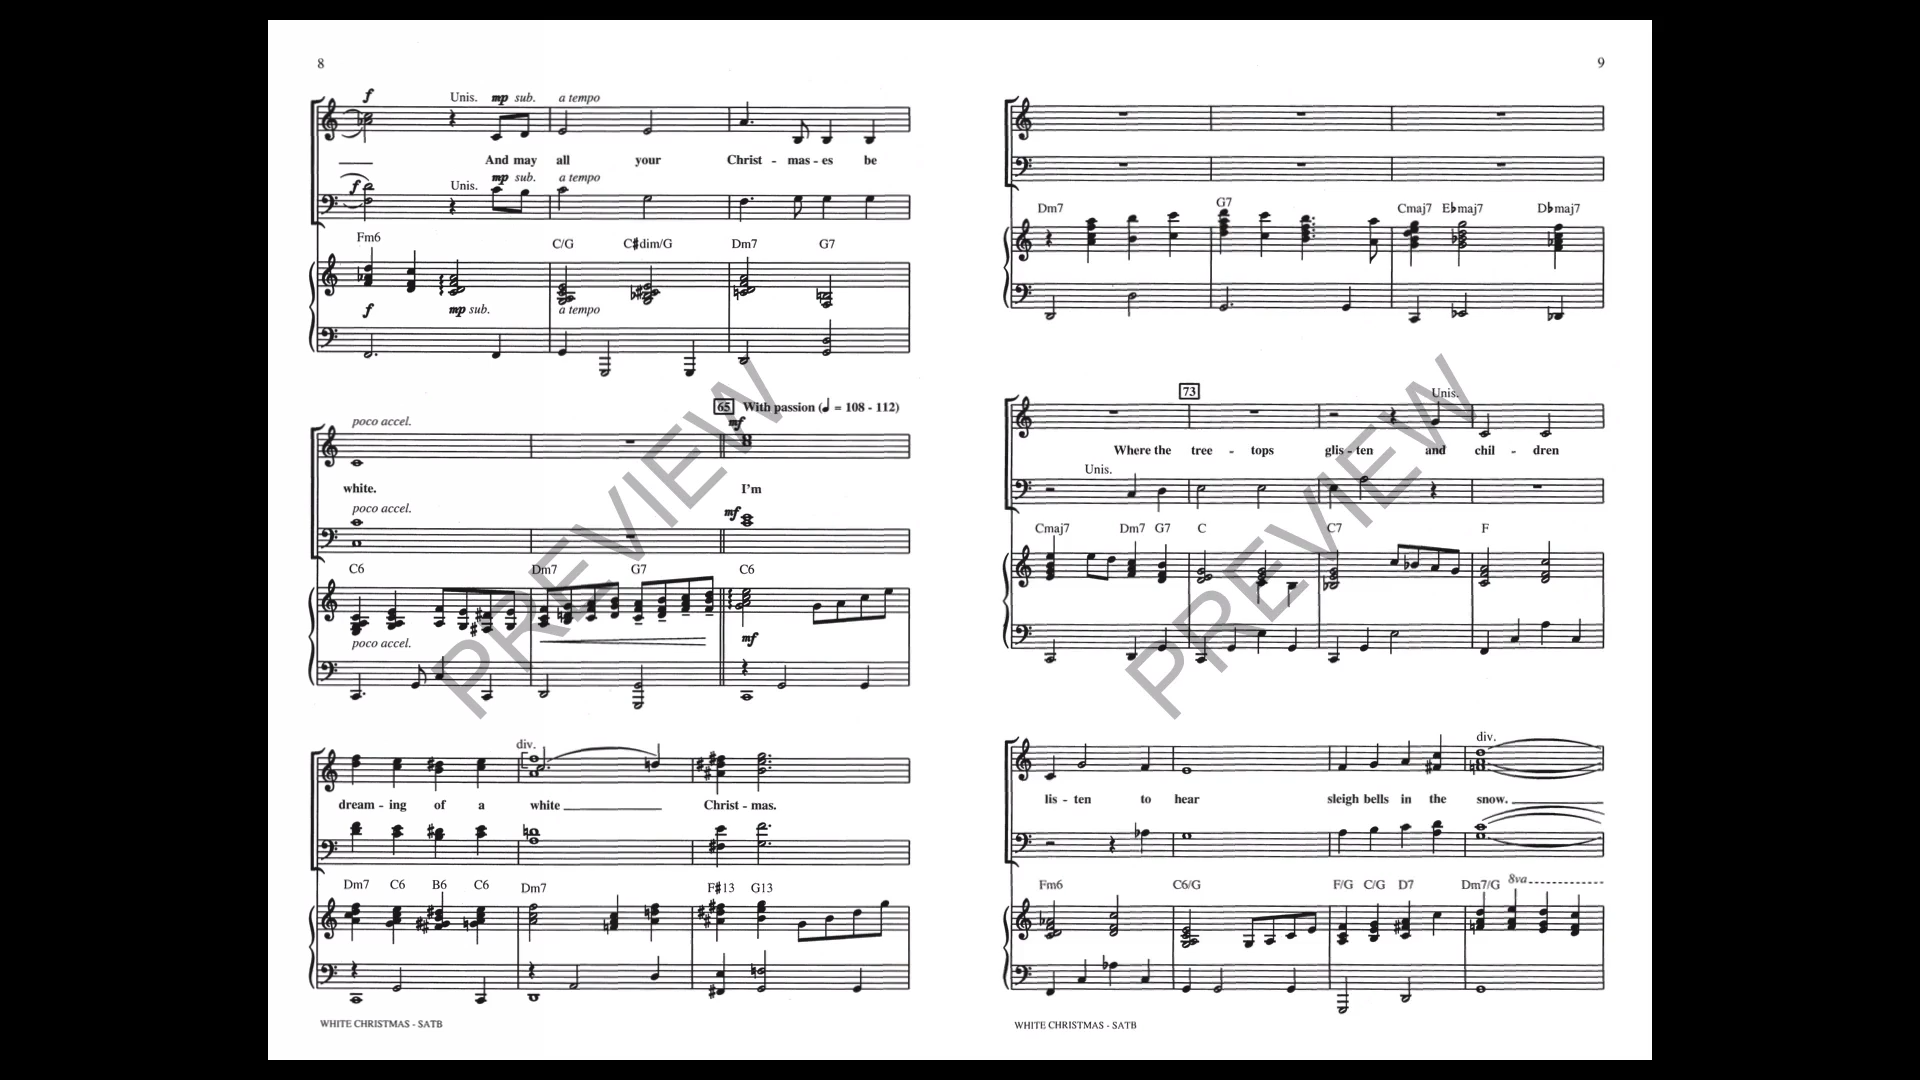 8
f Unis. mp sub. a tempo
And may all your Christ - mas - es be
f Unis. mp sub. a tempo
Fm6 C/G C#dim/G Dm7 G7
f mp sub. a tempo
65 With passion (♩ = 108 - 112)
poco accel. mf
white. I'm
poco accel. mf
C6 Dm7 G7 C6
poco accel. mf
div.
dream - ing of a white Christ - mas.
Dm7 C6 B6 C6 Dm7 F#13 G13
WHITE CHRISTMAS - SATB
PREVIEW
9
Dm7 G7 Cmaj7 E♭maj7 D♭maj7
73 Unis.
Where the tree - tops glis - ten and chil - dren
Unis.
Cmaj7 Dm7 G7 C C7 F
div.
lis - ten to hear sleigh bells in the snow.
Fm6 C6/G F/G C/G D7 Dm7/G 8va
WHITE CHRISTMAS - SATB
PREVIEW